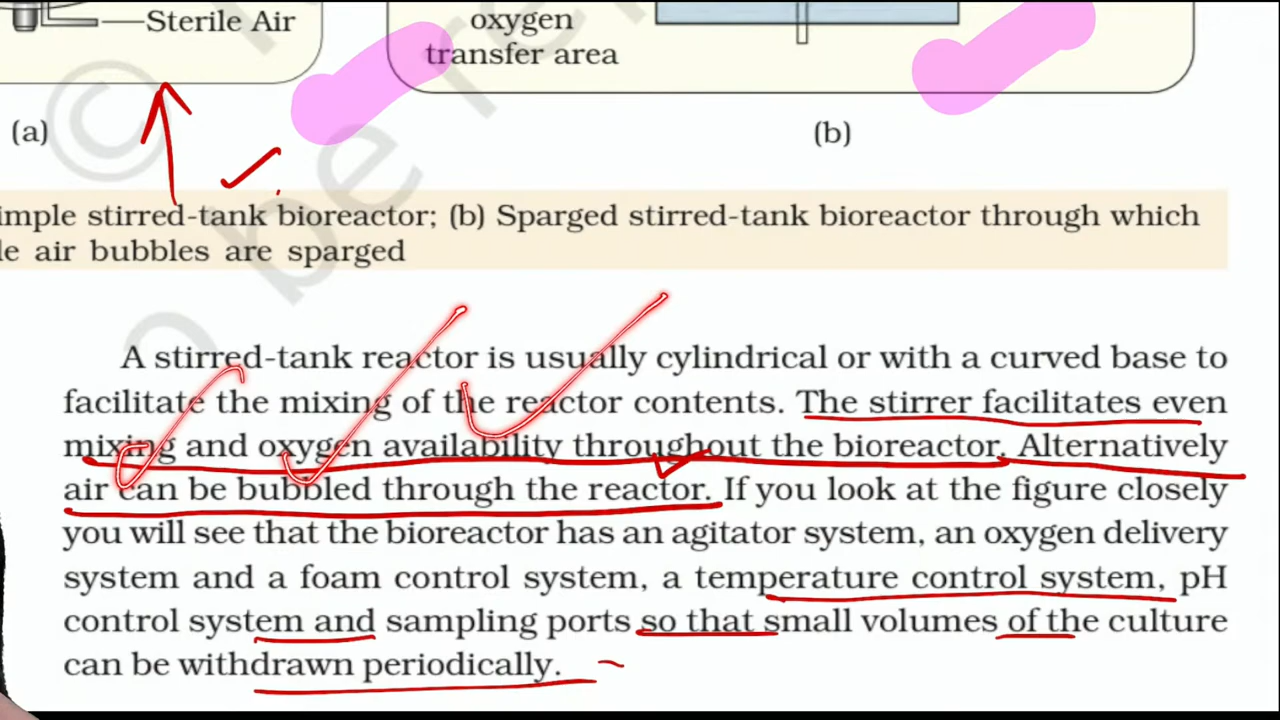 Sterile Air
oxygen
transfer area
(a)
(b)
imple stirred-tank bioreactor; (b) Sparged stirred-tank bioreactor through which
le air bubbles are sparged
A stirred-tank reactor is usually cylindrical or with a curved base to
facilitate the mixing of the reactor contents. The stirrer facilitates even
mixing and oxygen availability throughout the bioreactor. Alternatively
air can be bubbled through the reactor. If you look at the figure closely
you will see that the bioreactor has an agitator system, an oxygen delivery
system and a foam control system, a temperature control system, pH
control system and sampling ports so that small volumes of the culture
can be withdrawn periodically.